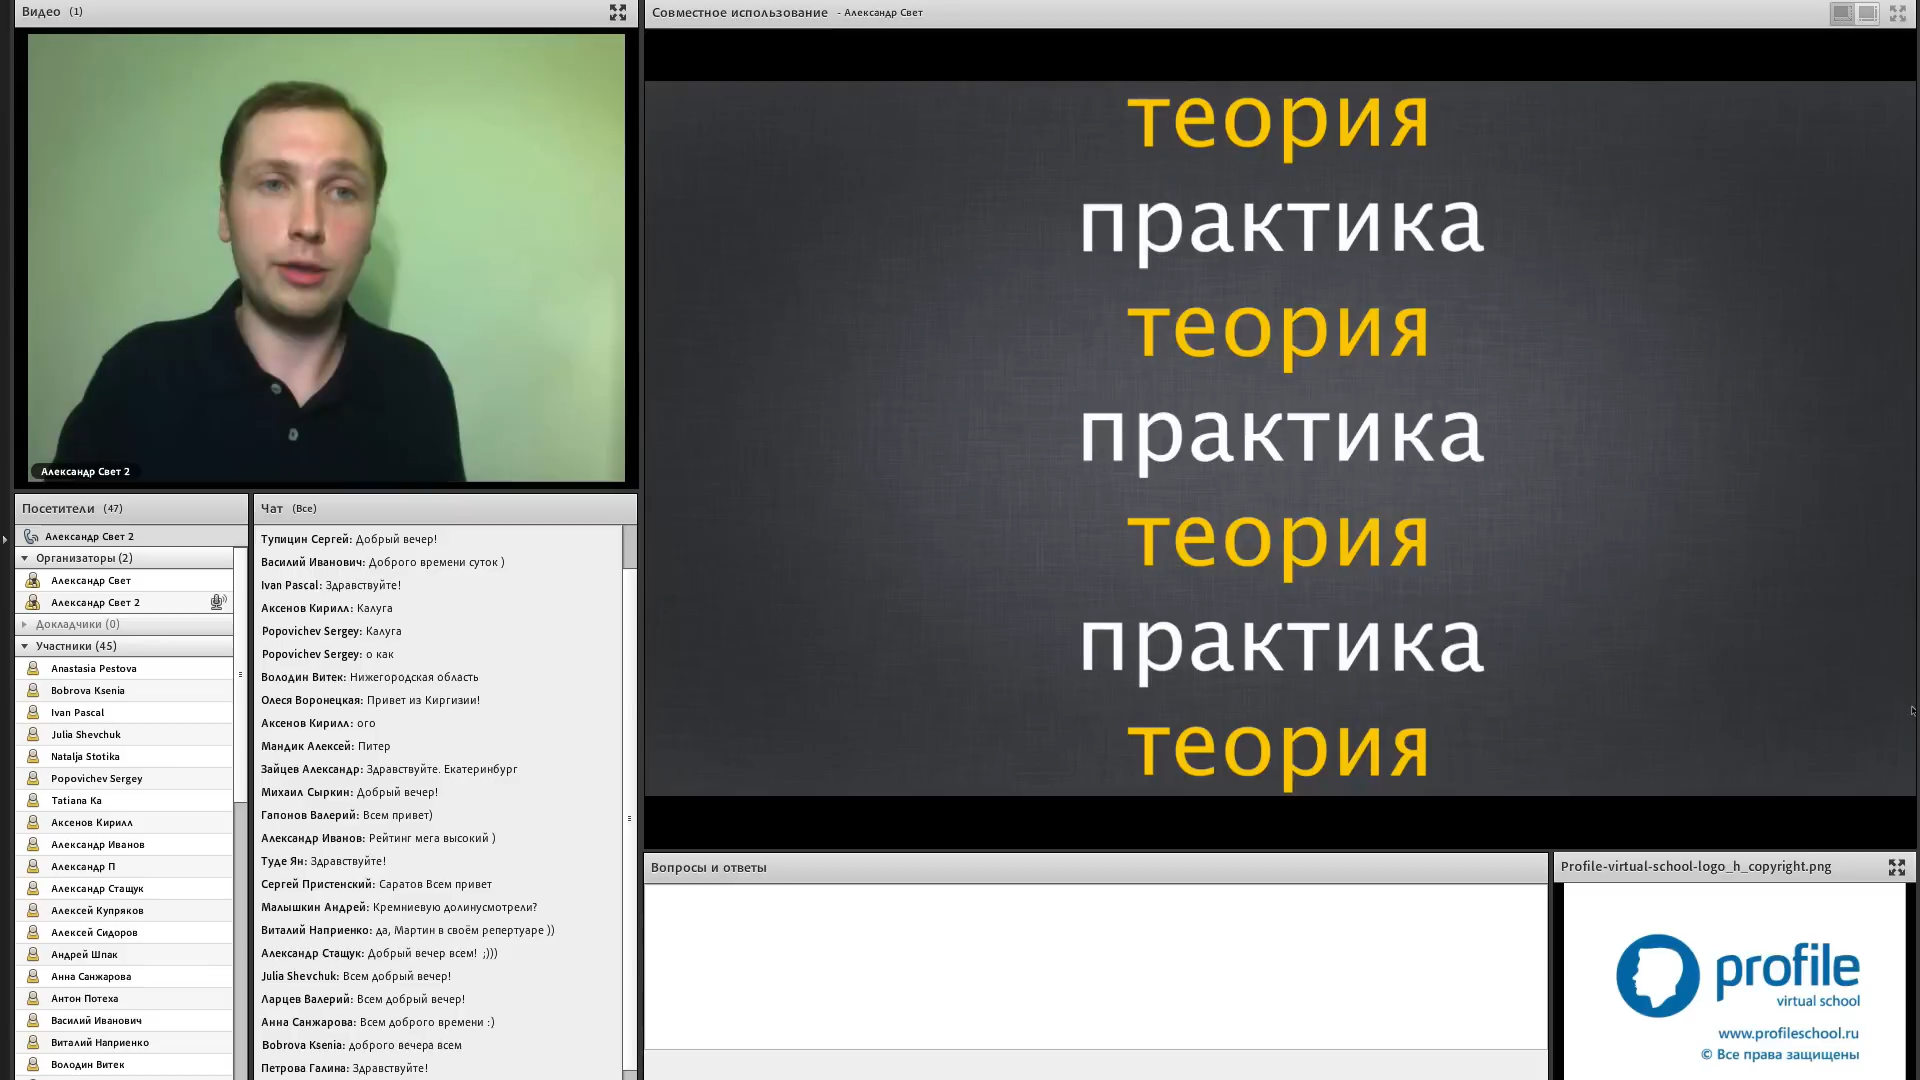 Видео (1)
Александр Свет 2
Посетители (47)
Александр Свет 2
Организаторы (2)
Александр Свет
Александр Свет 2
Докладчики (0)
Участники (45)
Anastasia Pestova
Bobrova Ksenia
Ivan Pascal
Julia Shevchuk
Natalja Stotika
Popovichev Sergey
Tatiana Ka
Аксенов Кирилл
Александр Иванов
Александр П
Александр Стащук
Алексей Купряков
Алексей Сидоров
Андрей Шпак
Анна Санжарова
Антон Потеха
Василий Иванович
Виталий Наприенко
Володин Витек
Чат (Все)
Тупицин Сергей: Добрый вечер!
Василий Иванович: Доброго времени суток )
Ivan Pascal: Здравствуйте!
Аксенов Кирилл: Калуга
Popovichev Sergey: Калуга
Popovichev Sergey: о как
Володин Витек: Нижегородская область
Олеся Воронецкая: Привет из Киргизии!
Аксенов Кирилл: ого
Мандик Алексей: Питер
Зайцев Александр: Здравствуйте. Екатеринбург
Михаил Сыркин: Добрый вечер!
Гапонов Валерий: Всем привет)
Александр Иванов: Рейтинг мега высокий )
Туде Ян: Здравствуйте!
Сергей Пристенский: Саратов Всем привет
Малышкин Андрей: Кремниевую долинусмотрели?
Виталий Наприенко: да, Мартин в своём репертуаре ))
Александр Стащук: Добрый вечер всем! ;)))
Julia Shevchuk: Всем добрый вечер!
Ларцев Валерий: Всем добрый вечер!
Анна Санжарова: Всем доброго времени :)
Bobrova Ksenia: доброго вечера всем
Петрова Галина: Здравствуйте!
Совместное использование - Александр Свет
теория
практика
теория
практика
теория
практика
теория
Вопросы и ответы
Profile-virtual-school-logo_h_copyright.png
profile
virtual school
www.profileschool.ru
© Все права защищены